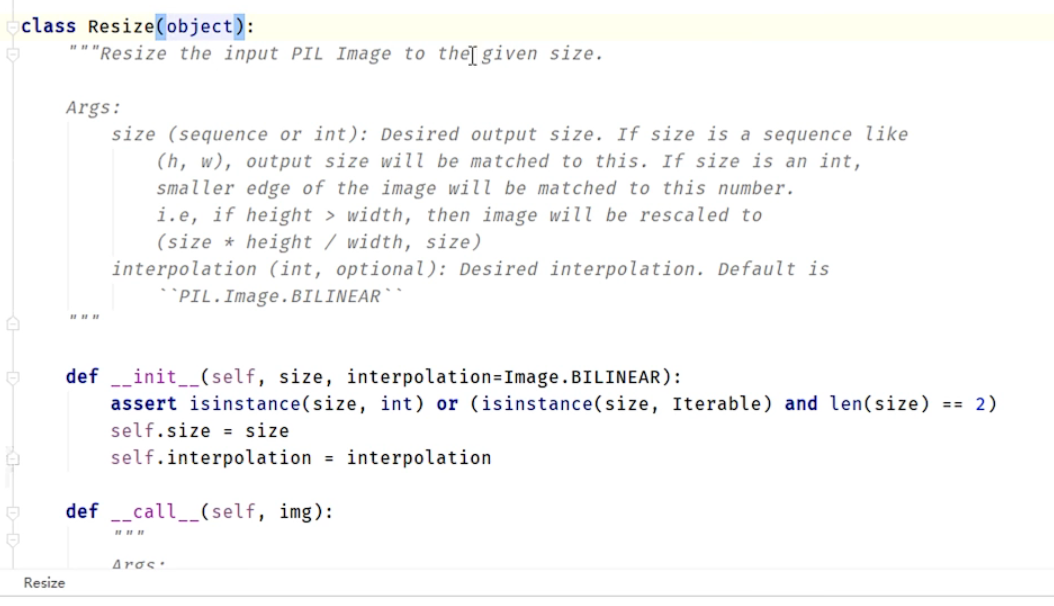 class Resize(object):
    """Resize the input PIL Image to the given size.

    Args:
        size (sequence or int): Desired output size. If size is a sequence like
            (h, w), output size will be matched to this. If size is an int,
            smaller edge of the image will be matched to this number.
            i.e, if height > width, then image will be rescaled to
            (size * height / width, size)
        interpolation (int, optional): Desired interpolation. Default is
            ``PIL.Image.BILINEAR``
    """

    def __init__(self, size, interpolation=Image.BILINEAR):
        assert isinstance(size, int) or (isinstance(size, Iterable) and len(size) == 2)
        self.size = size
        self.interpolation = interpolation

    def __call__(self, img):
        """
        Args:
Resize